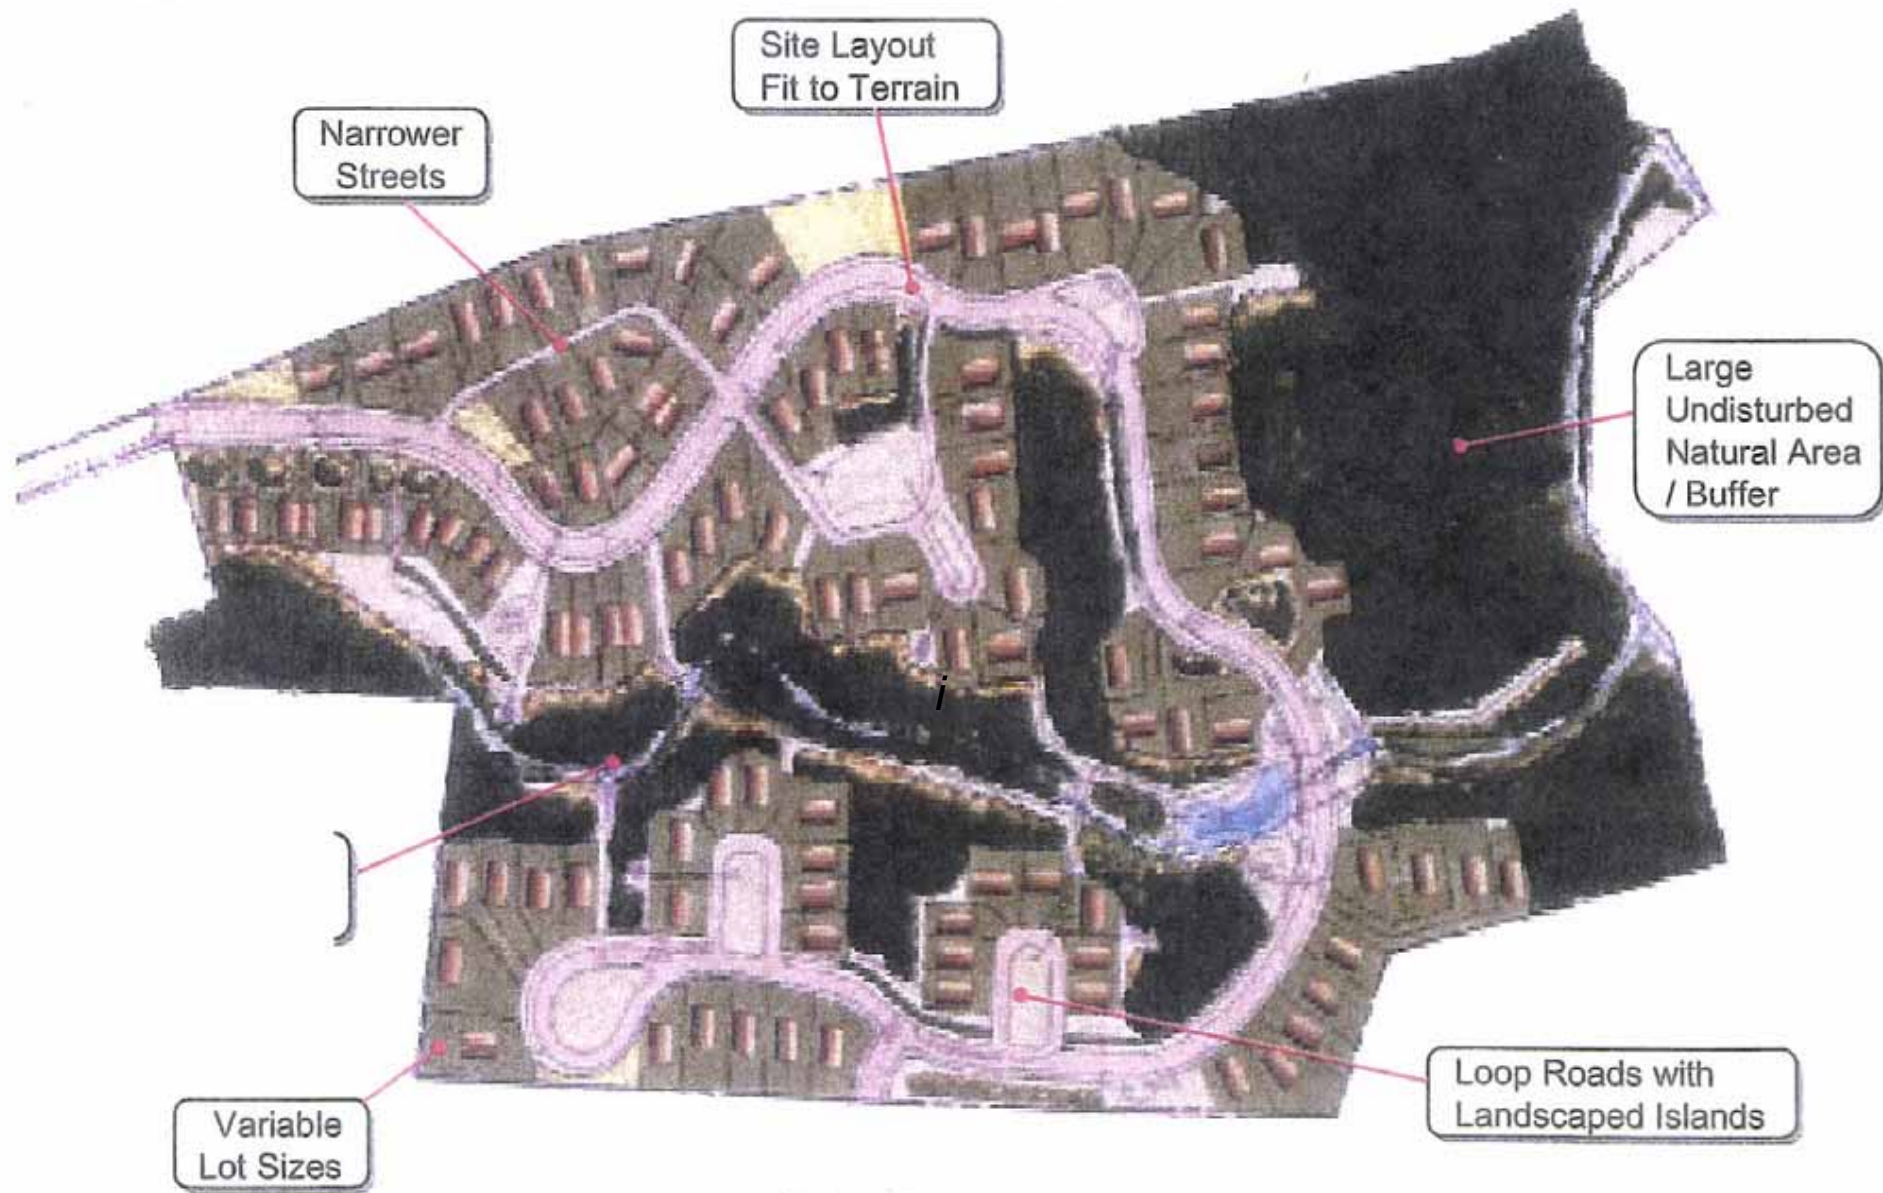 Site Layout
Fit to Terrain
Narrower
Streets
Large
Undisturbed
Natural Area
/ Buffer
i
Loop Roads with
Landscaped Islands
Variable
Lot Sizes